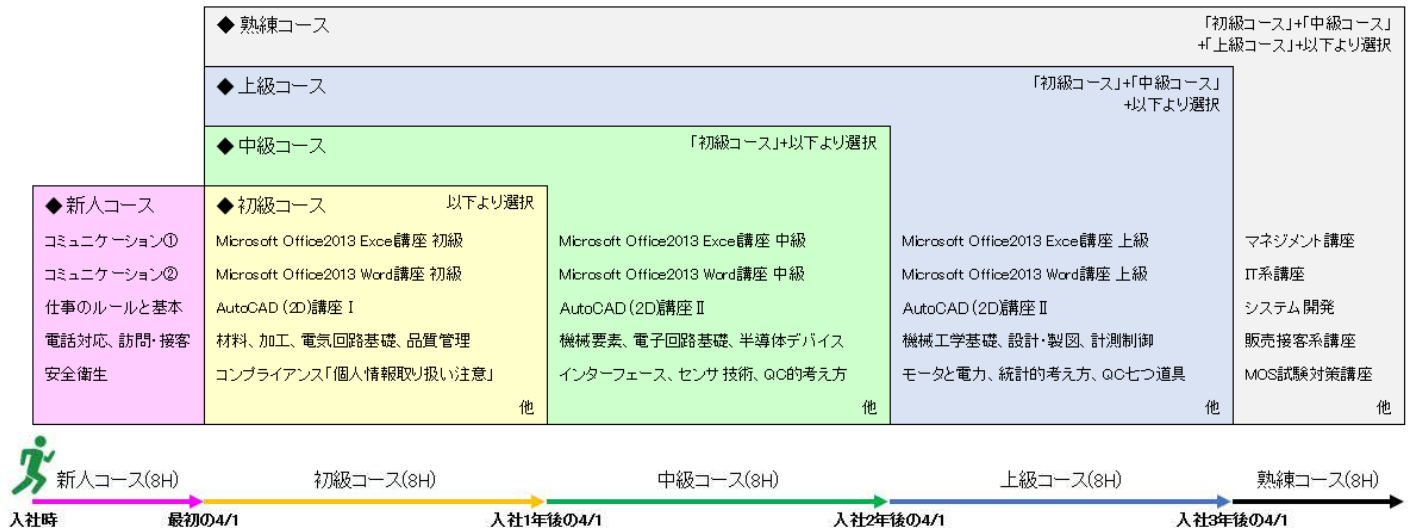 ◆ 熟練コース
「初級コース」+「中級コース」
+「上級コース」+以下より選択
◆ 上級コース
「初級コース」+「中級コース」
+以下より選択
◆ 中級コース
「初級コース」+以下より選択
◆ 新人コース
コミュニケーション①
コミュニケーション②
仕事のルールと基本
電話対応、訪問・接客
安全衛生
◆ 初級コース
以下より選択
Microsoft Office2013 Excel講座 初級
Microsoft Office2013 Word講座 初級
AutoCAD (2D)講座 Ⅰ
材料、加工、電気回路基礎、品質管理
コンプライアンス「個人情報取り扱い注意」
他
Microsoft Office2013 Excel講座 中級
Microsoft Office2013 Word講座 中級
AutoCAD (2D)講座 Ⅱ
機械要素、電子回路基礎、半導体デバイス
インターフェース、センサ技術、QC的考え方
他
Microsoft Office2013 Excel講座 上級
Microsoft Office2013 Word講座 上級
AutoCAD (2D)講座 Ⅱ
機械工学基礎、設計・製図、計測制御
モータと電力、統計的考え方、QC七つ道具
他
マネジメント講座
IT系講座
システム開発
販売接客系講座
MOS試験対策講座
他
新人コース(8H)
初級コース(8H)
中級コース(8H)
上級コース(8H)
熟練コース(8H)
入社時
最初の4/1
入社1年後の4/1
入社2年後の4/1
入社3年後の4/1